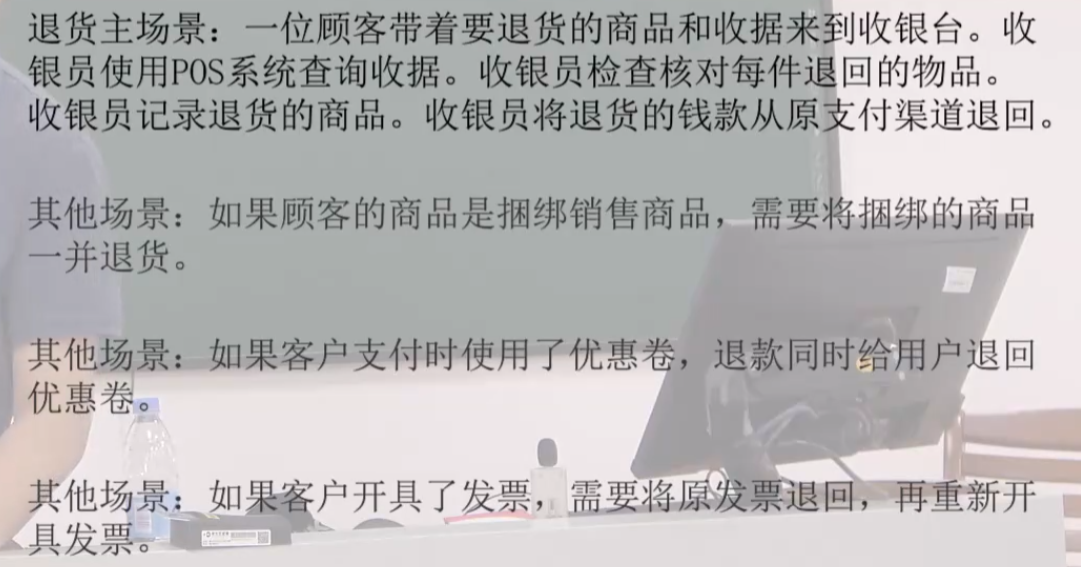 退货主场景：一位顾客带着要退货的商品和收据来到收银台。收
银员使用POS系统查询收据。收银员检查核对每件退回的物品。
收银员记录退货的商品。收银员将退货的钱款从原支付渠道退回。
其他场景：如果顾客的商品是捆绑销售商品，需要将捆绑的商品
一并退货。
其他场景：如果客户支付时使用了优惠卷，退款同时给用户退回
优惠卷。
其他场景：如果客户开具了发票，需要将原发票退回，再重新开
具发票。